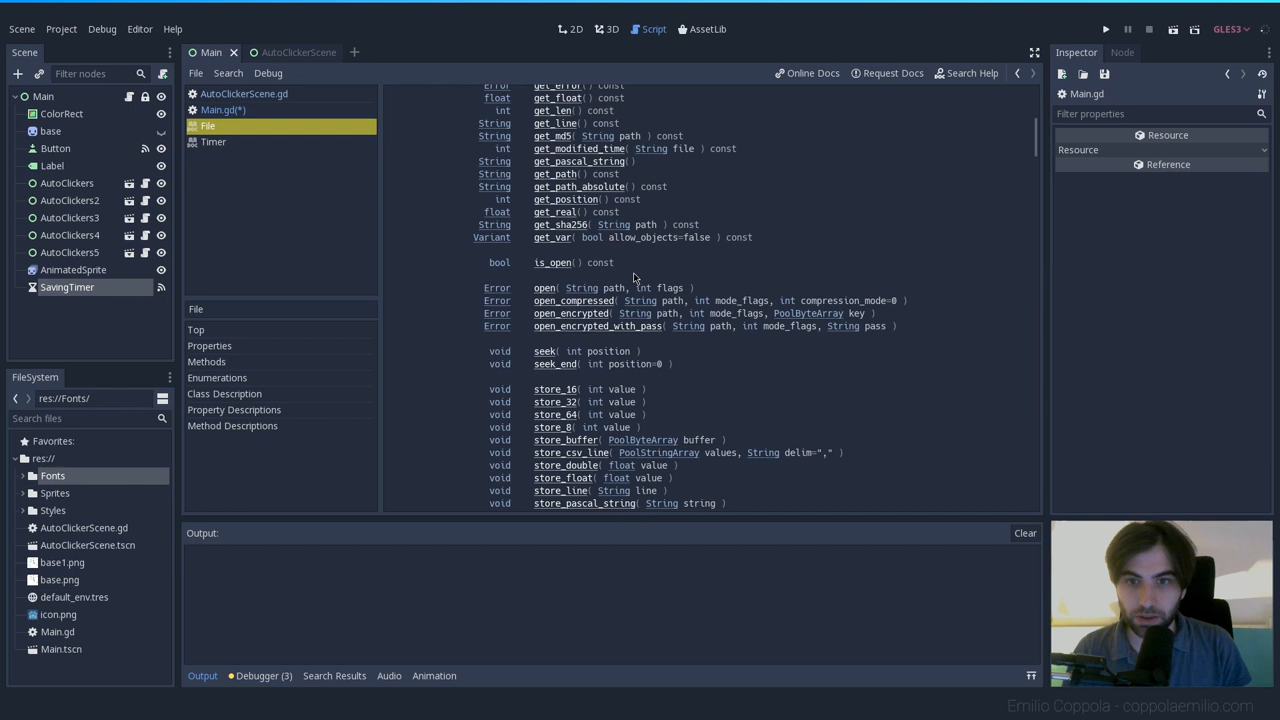 Scene Project Debug Editor Help 2D 3D Script AssetLib GLES3
Scene
Filter nodes
Main
ColorRect
base
Button
Label
AutoClickers
AutoClickers2
AutoClickers3
AutoClickers4
AutoClickers5
AnimatedSprite
SavingTimer
FileSystem
res://Fonts/
Search files
Favorites:
res://
Fonts
Sprites
Styles
AutoClickerScene.gd
AutoClickerScene.tscn
base1.png
base.png
default_env.tres
icon.png
Main.gd
Main.tscn
Main AutoClickerScene
File Search Debug Online Docs Request Docs Search Help
AutoClickerScene.gd
Main.gd(*)
File
Timer
File
Top
Properties
Methods
Enumerations
Class Description
Property Descriptions
Method Descriptions
Error get_error() const
float get_float() const
int get_len() const
String get_line() const
String get_md5( String path ) const
int get_modified_time( String file ) const
String get_pascal_string()
String get_path() const
String get_path_absolute() const
int get_position() const
float get_real() const
String get_sha256( String path ) const
Variant get_var( bool allow_objects=false ) const
bool is_open() const
Error open( String path, int flags )
Error open_compressed( String path, int mode_flags, int compression_mode=0 )
Error open_encrypted( String path, int mode_flags, PoolByteArray key )
Error open_encrypted_with_pass( String path, int mode_flags, String pass )
void seek( int position )
void seek_end( int position=0 )
void store_16( int value )
void store_32( int value )
void store_64( int value )
void store_8( int value )
void store_buffer( PoolByteArray buffer )
void store_csv_line( PoolStringArray values, String delim="," )
void store_double( float value )
void store_float( float value )
void store_line( String line )
void store_pascal_string( String string )
Output: Clear
Output Debugger (3) Search Results Audio Animation
Inspector Node
Main.gd
Filter properties
Resource
Resource
Reference
Emilio Coppola - coppolaemilio.com